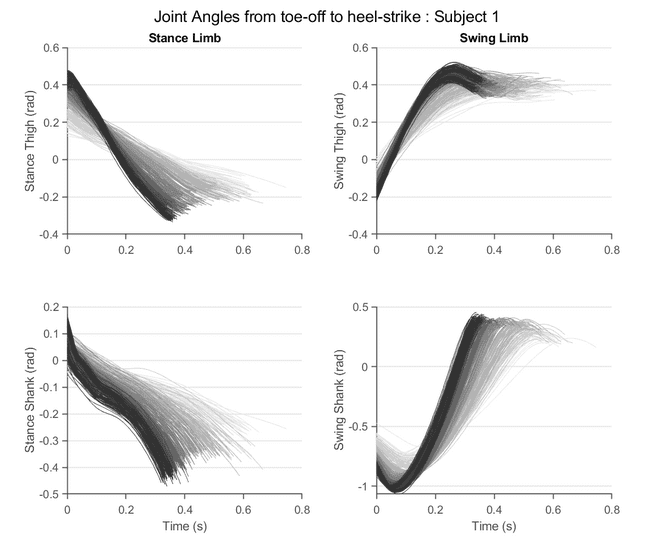 Joint Angles from toe-off to heel-strike : Subject 1
Stance Limb
Swing Limb
0.6
0.4
0.2
0
-0.2
-0.4
Stance Thigh (rad)
0 0.2 0.4 0.6 0.8
0.6
0.4
0.2
0
-0.2
-0.4
Swing Thigh (rad)
0 0.2 0.4 0.6 0.8
0.2
0.1
0
-0.1
-0.2
-0.3
-0.4
-0.5
Stance Shank (rad)
0 0.2 0.4 0.6 0.8
Time (s)
0.5
0
-0.5
-1
Swing Shank (rad)
0 0.2 0.4 0.6 0.8
Time (s)